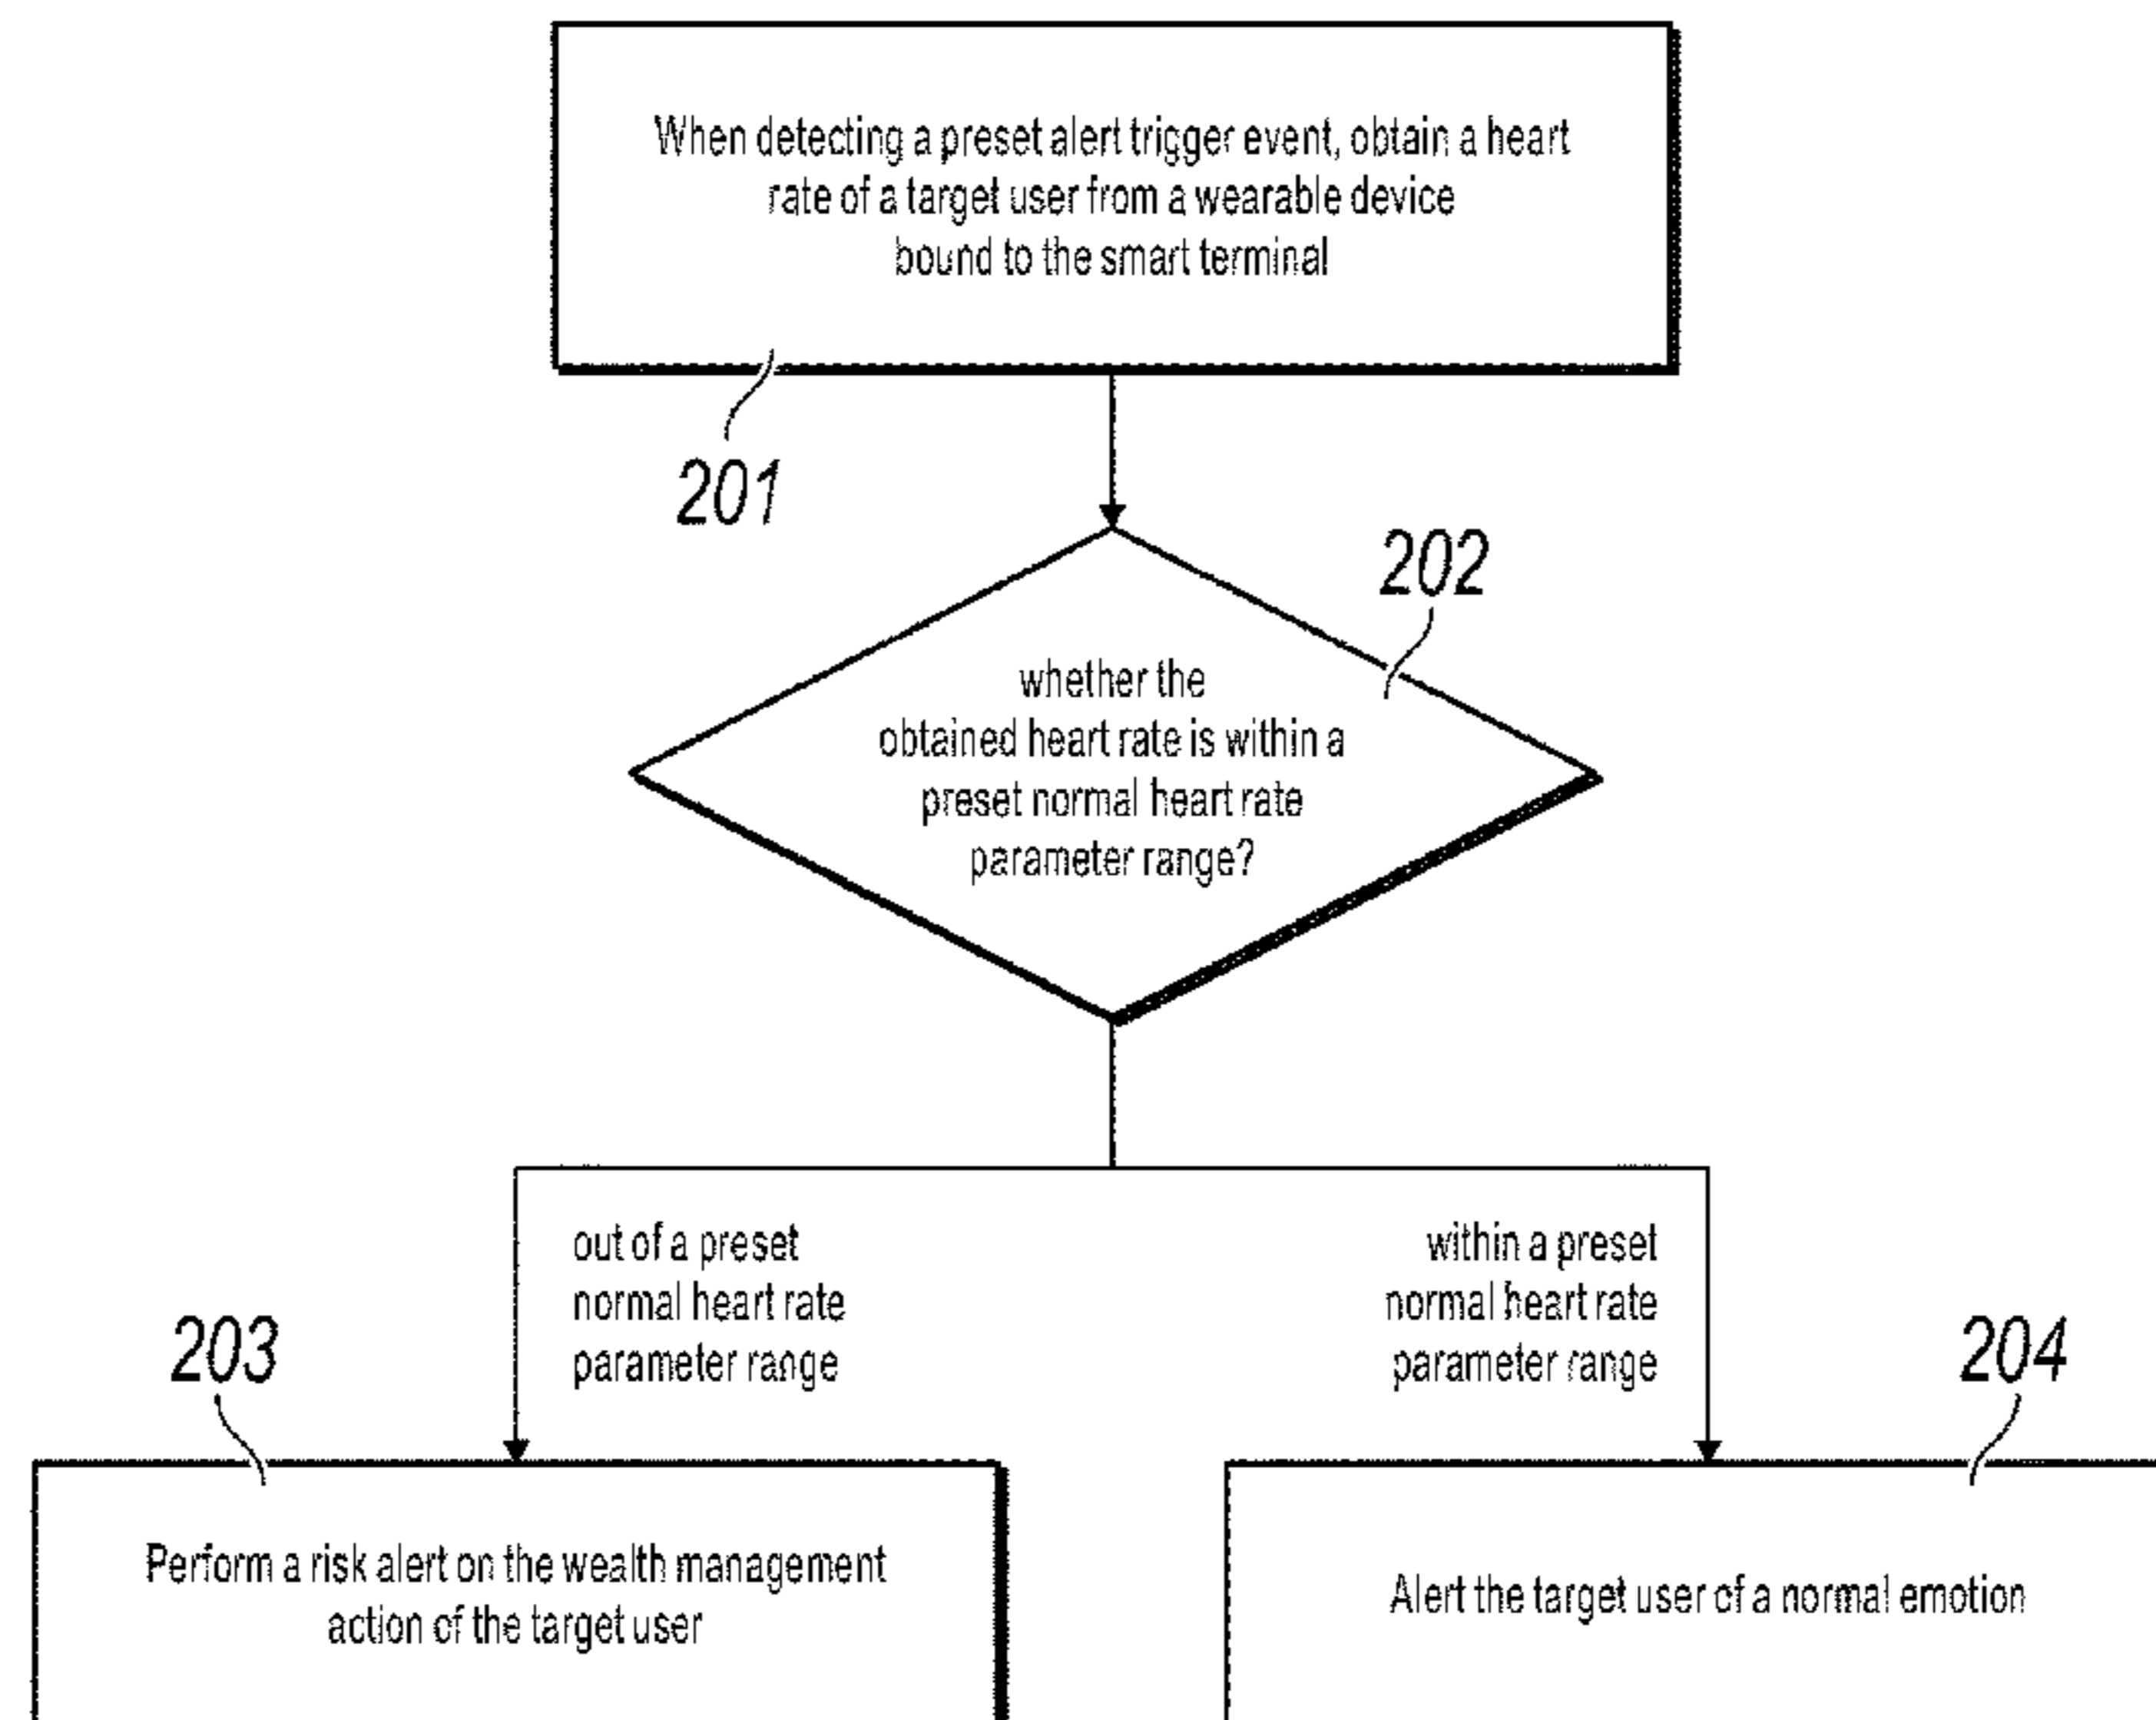 When detecting a preset alert trigger event, obtain a heart
rate of a target user from a wearable device
bound to the smart terminal
201
202
whether the
obtained heart rate is within a
preset normal heart rate
parameter range?
out of a preset
normal heart rate
parameter range
within a preset
normal heart rate
parameter range
203
204
Perform a risk alert on the wealth management
action of the target user
Alert the target user of a normal emotion